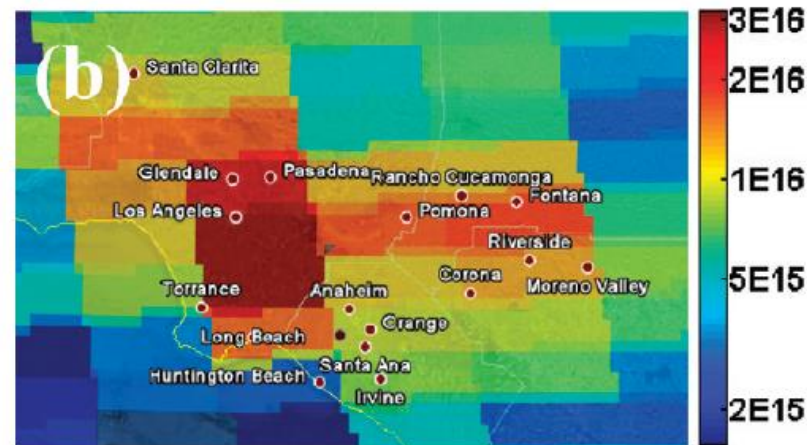 (b)
Santa Clarita
Glendale
Pasadena
Rancho Cucamonga
Fontana
Los Angeles
Pomona
Riverside
Corona
Moreno Valley
Torrance
Anaheim
Long Beach
Orange
Santa Ana
Huntington Beach
Irvine
3E16
2E16
1E16
5E15
2E15